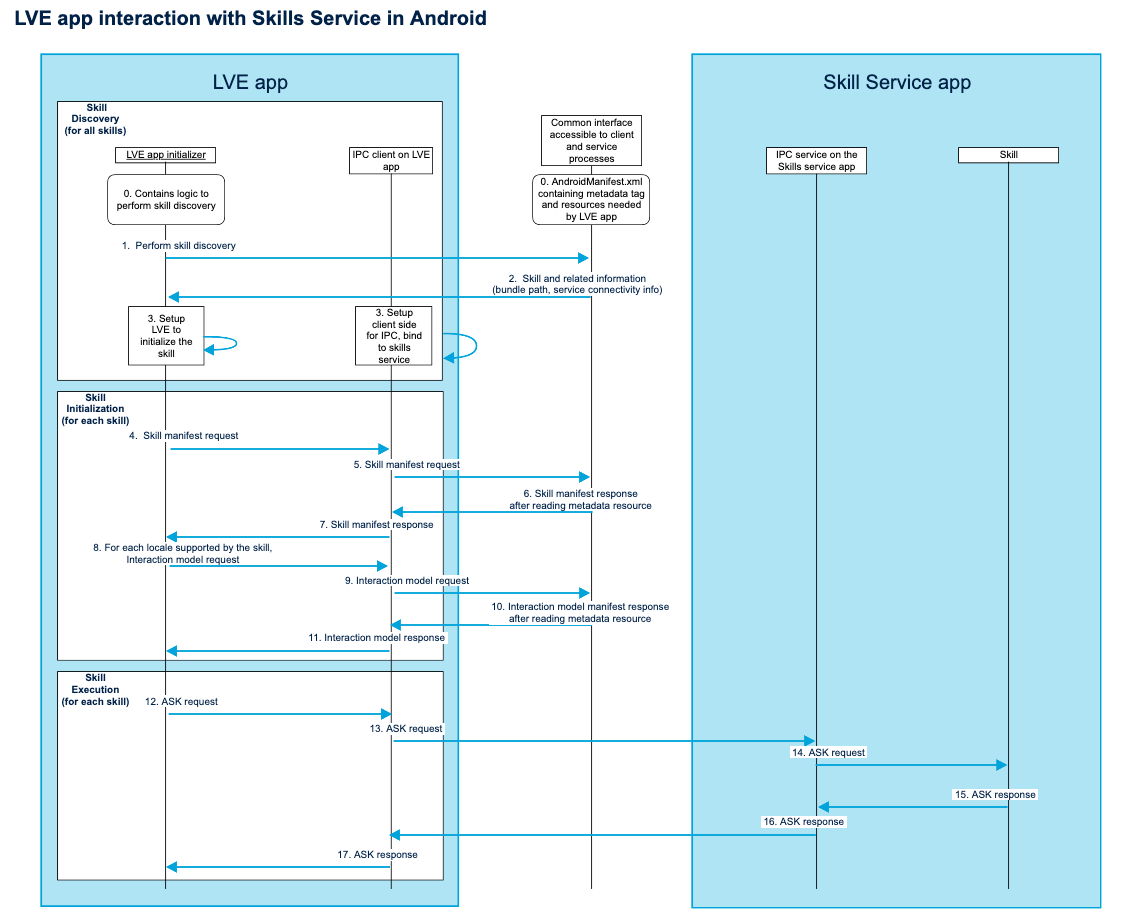 LVE app interaction with Skills Service in Android
LVE app
Skill Service app
Skill
Discovery
(for all skills)
Common interface
accessible to client
and service
processes
LVE app initializer
IPC client on LVE
app
IPC service on the
Skills service app
Skill
0. Contains logic to
perform skill discovery
0. AndroidManifest.xml
containing metadata tag
and resources needed
by LVE app
1. Perform skill discovery
2. Skill and related information
(bundle path, service connectivity info)
3. Setup
LVE to
initialize the
skill
3. Setup
client side
for IPC, bind
to skills
service
Skill
Initialization
(for each skill)
4. Skill manifest request
5. Skill manifest request
6. Skill manifest response
after reading metadata resource
7. Skill manifest response
8. For each locale supported by the skill,
Interaction model request
9. Interaction model request
10. Interaction model manifest response
after reading metadata resource
11. Interaction model response
Skill
Execution
(for each skill)
12. ASK request
13. ASK request
14. ASK request
15. ASK response
16. ASK response
17. ASK response